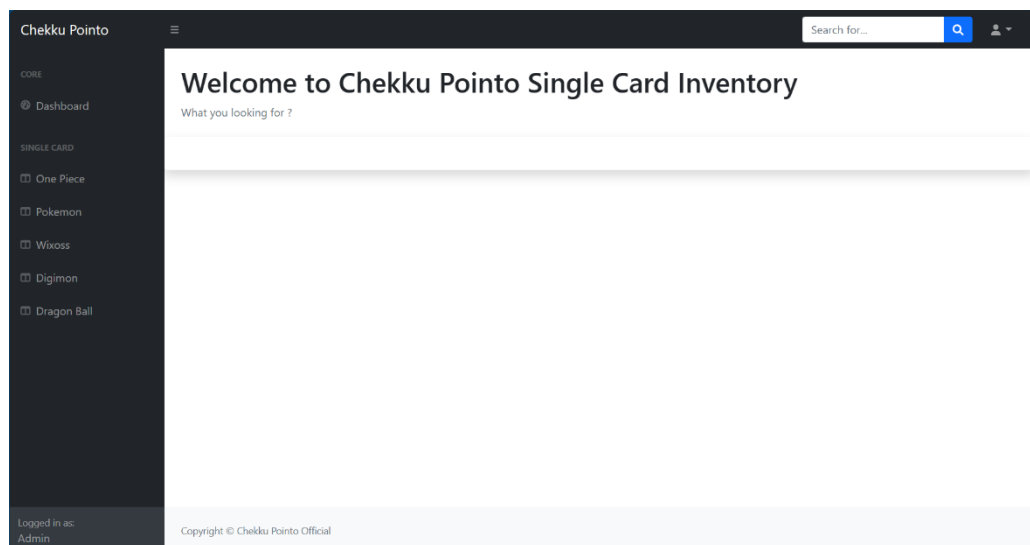 Chekku Pointo
Search for...
CORE
Dashboard
SINGLE CARD
One Piece
Pokemon
Wixoss
Digimon
Dragon Ball
Logged in as:
Admin
Welcome to Chekku Pointo Single Card Inventory
What you looking for ?
Copyright © Chekku Pointo Official